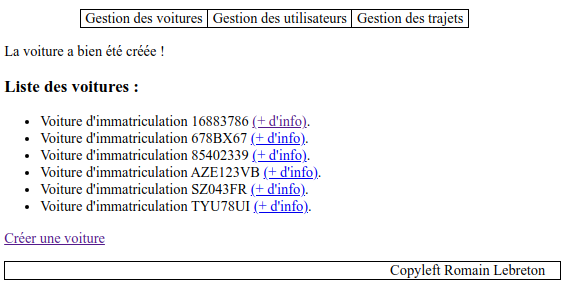 Gestion des voitures Gestion des utilisateurs Gestion des trajets
La voiture a bien été créée !
Liste des voitures :
• Voiture d'immatriculation 16883786 (+ d'info).
• Voiture d'immatriculation 678BX67 (+ d'info).
• Voiture d'immatriculation 85402339 (+ d'info).
• Voiture d'immatriculation AZE123VB (+ d'info).
• Voiture d'immatriculation SZ043FR (+ d'info).
• Voiture d'immatriculation TYU78UI (+ d'info).
Créer une voiture
Copyleft Romain Lebreton